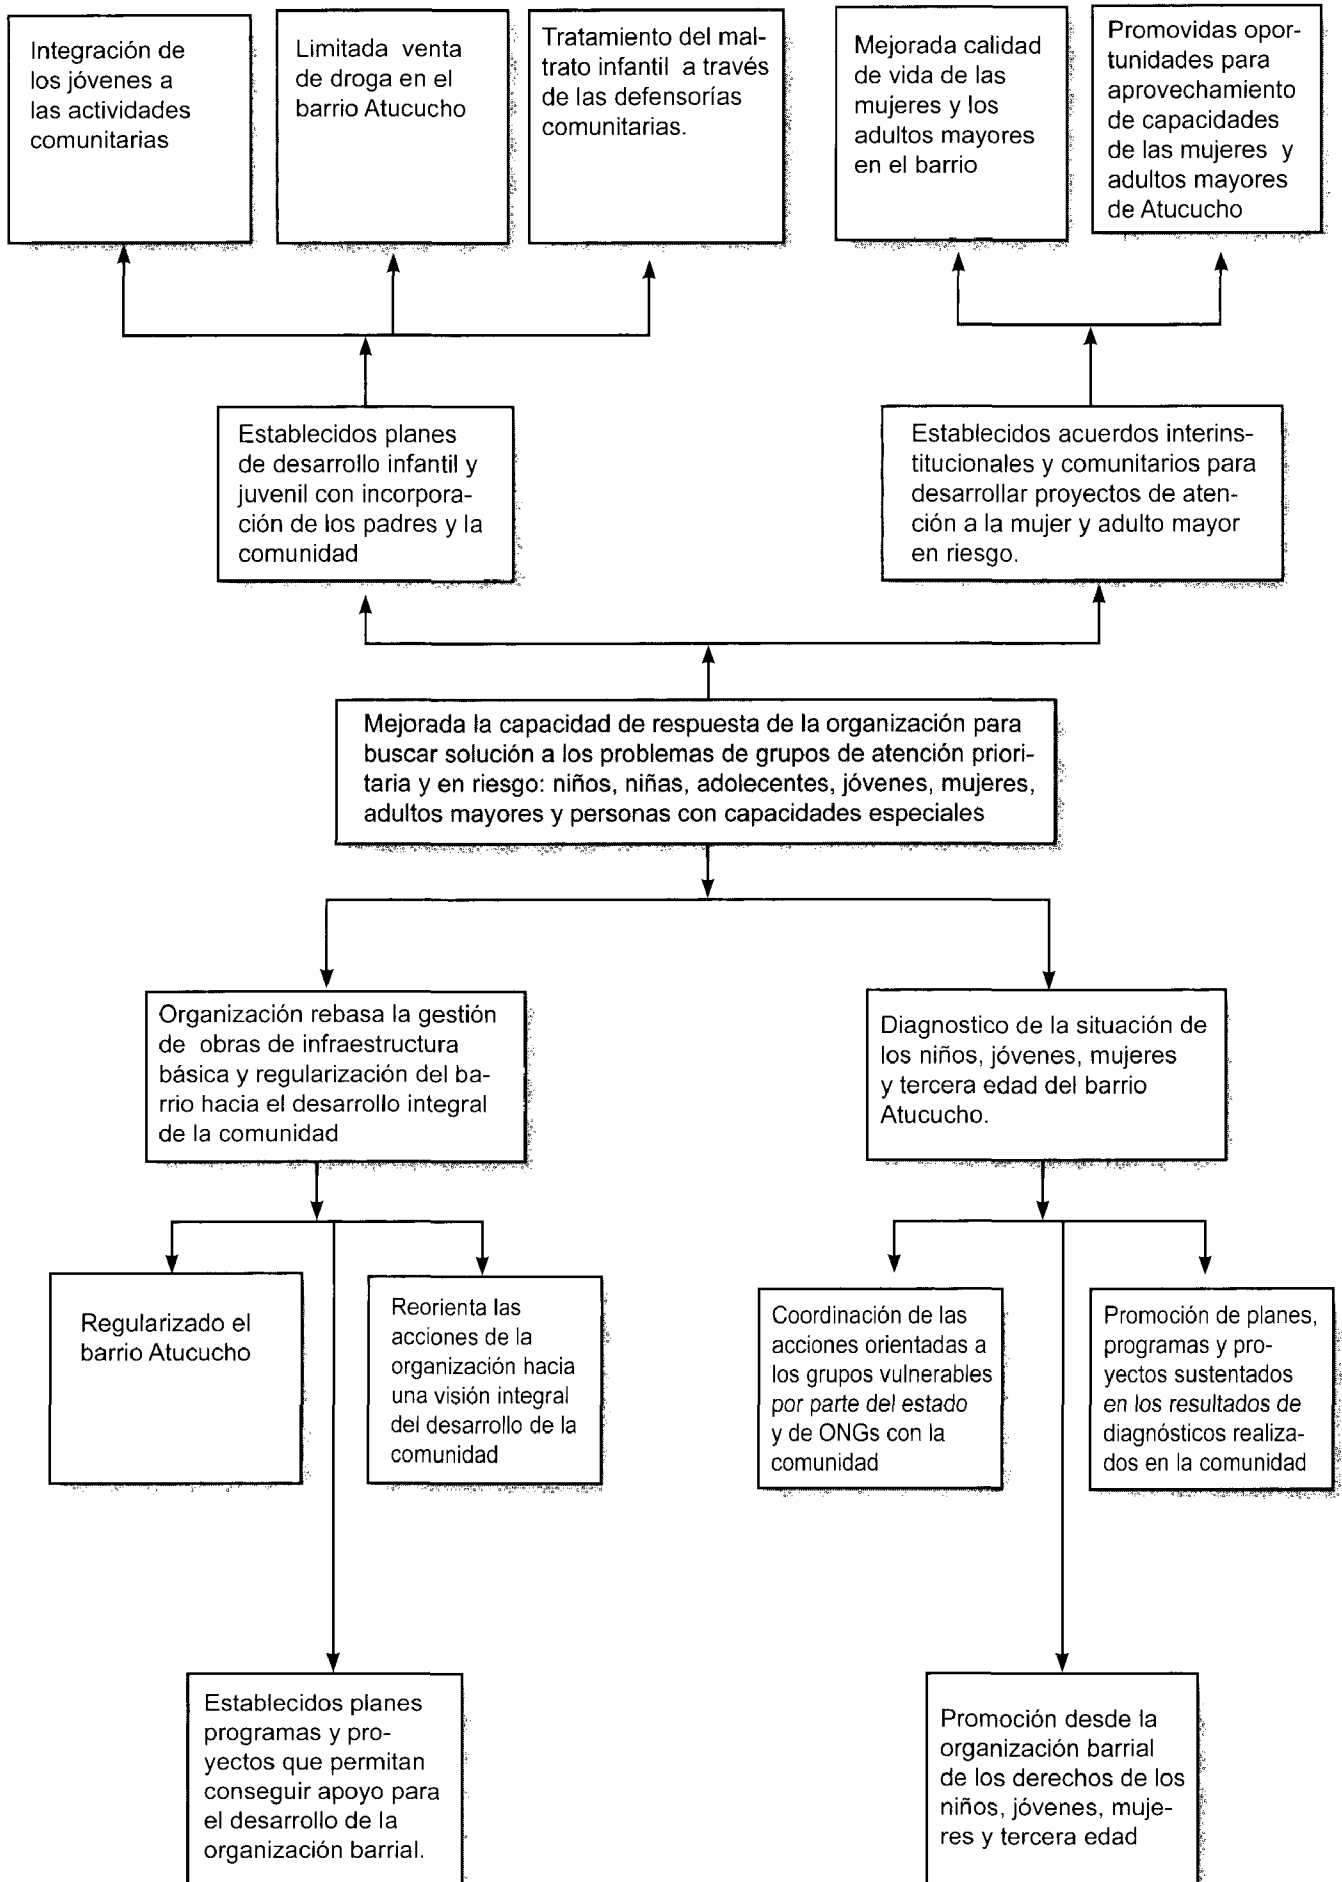 Integración de
los jóvenes a
las actividades
comunitarias
Limitada venta
de droga en el
barrio Atucucho
Tratamiento del mal-
trato infantil a través
de las defensorías
comunitarias.
Mejorada calidad
de vida de las
mujeres y los
adultos mayores
en el barrio
Promovidas opor-
tunidades para
aprovechamiento
de capacidades
de las mujeres y
adultos mayores
de Atucucho
Establecidos planes
de desarrollo infantil y
juvenil con incorpora-
ción de los padres y la
comunidad
Establecidos acuerdos interins-
titucionales y comunitarios para
desarrollar proyectos de aten-
ción a la mujer y adulto mayor
en riesgo.
Mejorada la capacidad de respuesta de la organización para
buscar solución a los problemas de grupos de atención priori-
taria y en riesgo: niños, niñas, adolecentes, jóvenes, mujeres,
adultos mayores y personas con capacidades especiales
Organización rebasa la gestión
de obras de infraestructura
básica y regularización del ba-
rrio hacia el desarrollo integral
de la comunidad
Diagnostico de la situación de
los niños, jóvenes, mujeres
y tercera edad del barrio
Atucucho.
Regularizado el
barrio Atucucho
Reorienta las
acciones de la
organización hacia
una visión integral
del desarrollo de la
comunidad
Coordinación de las
acciones orientadas a
los grupos vulnerables
por parte del estado
y de ONGs con la
comunidad
Promoción de planes,
programas y pro-
yectos sustentados
en los resultados de
diagnósticos realiza-
dos en la comunidad
Establecidos planes
programas y pro-
yectos que permitan
conseguir apoyo para
el desarrollo de la
organización barrial.
Promoción desde la
organización barrial
de los derechos de los
niños, jóvenes, muje-
res y tercera edad